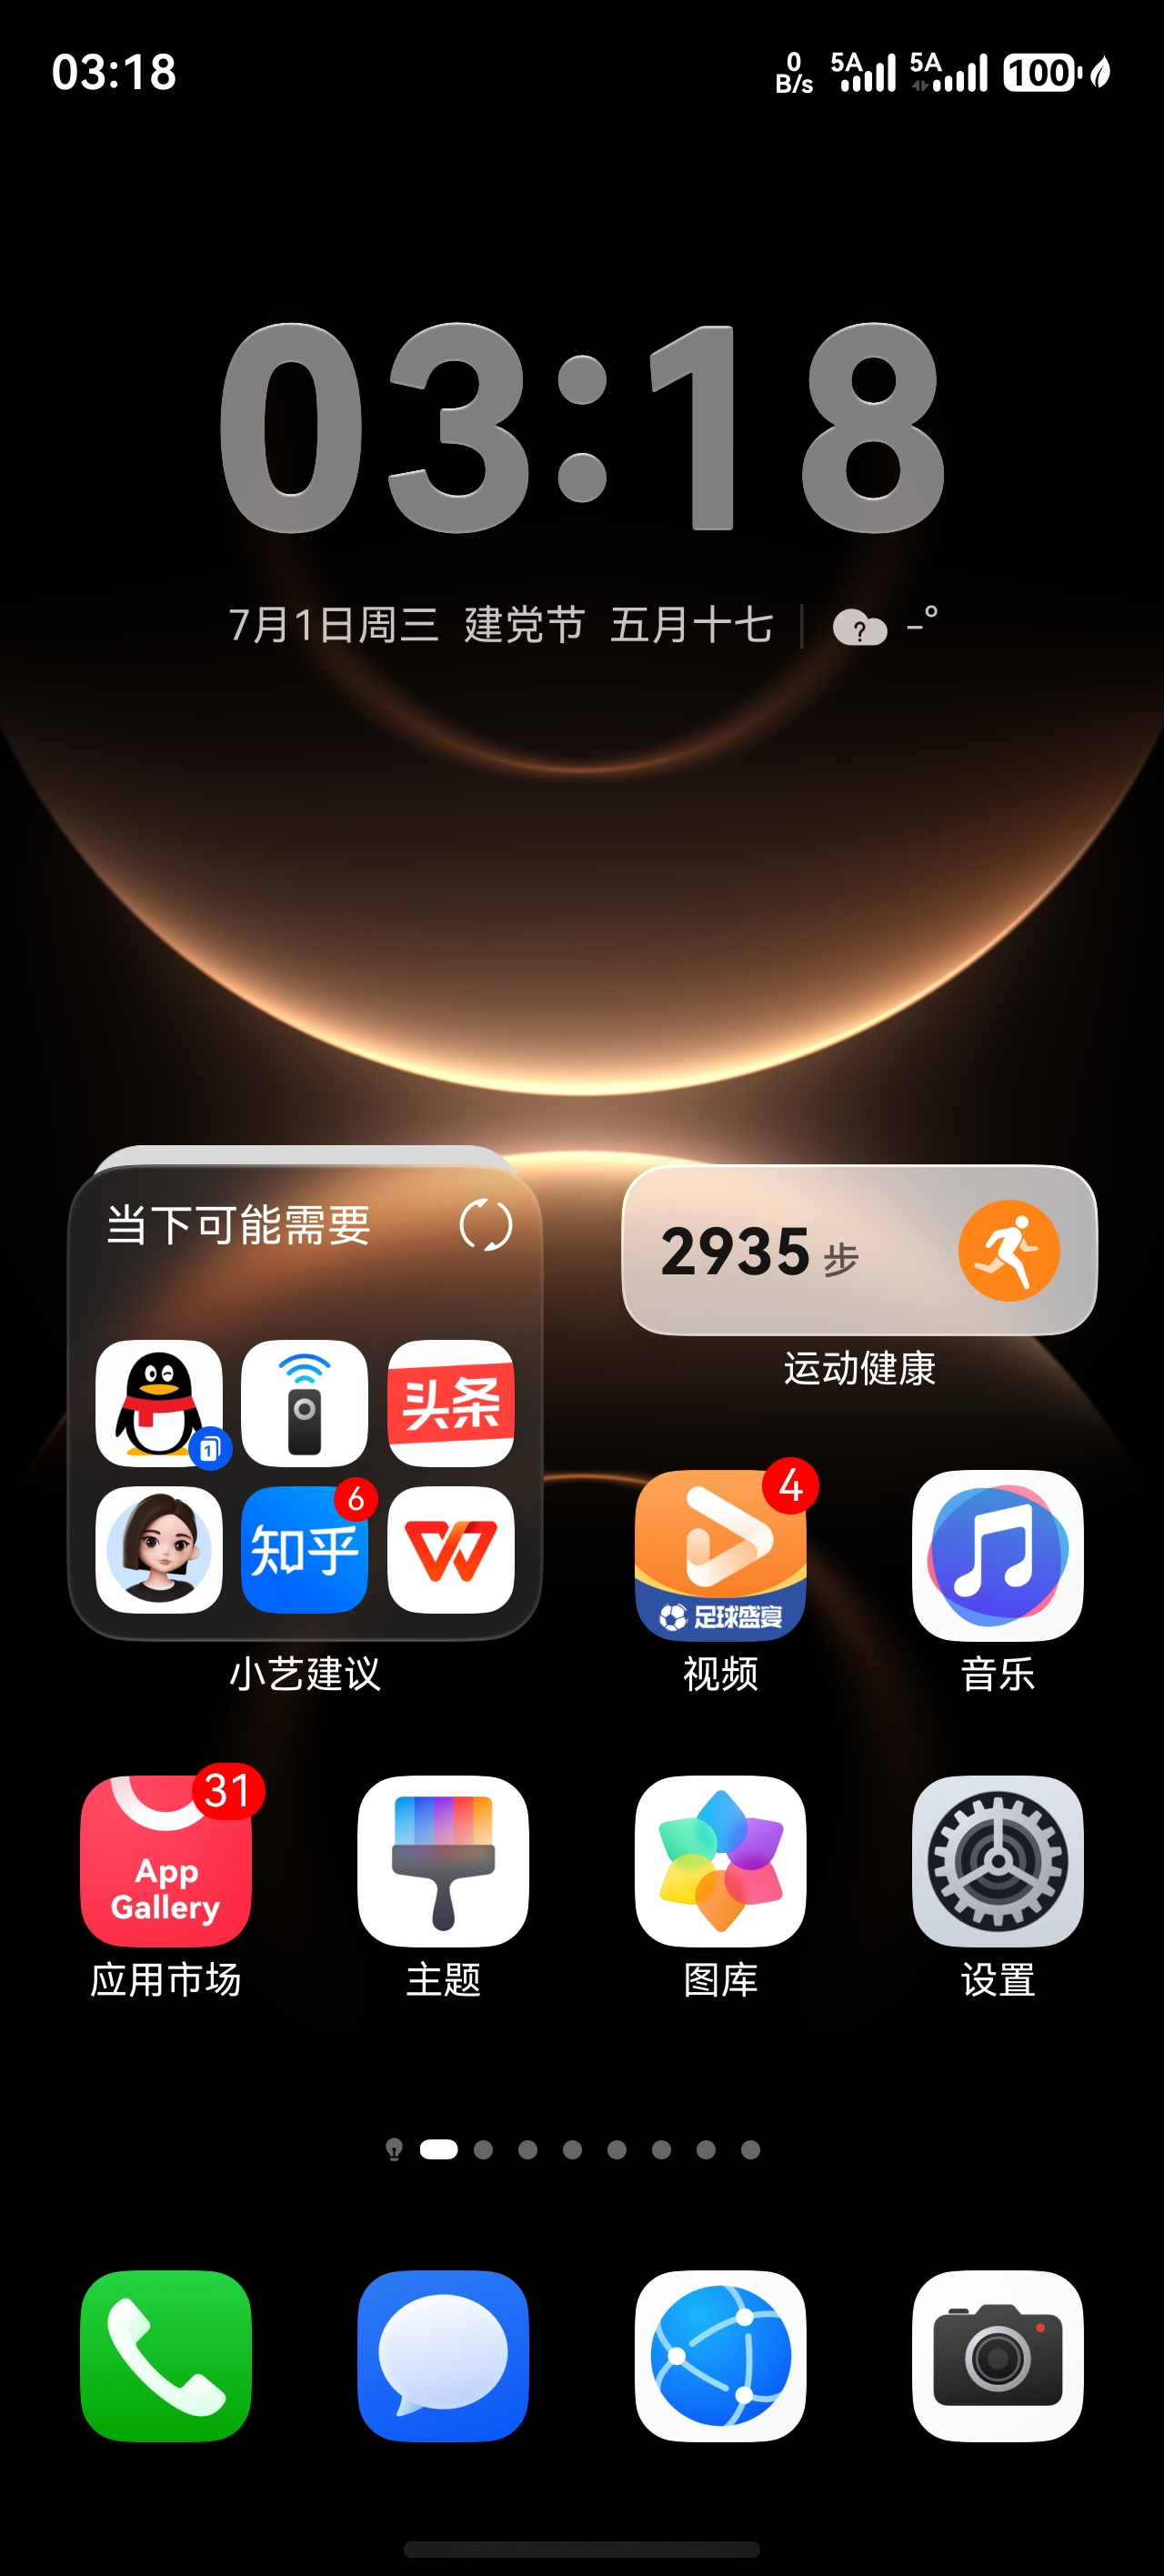 03:18
0 B/s 5A 5A 100
03:18
7月1日周三 建党节 五月十七 -°
当下可能需要
2935 步
运动健康
1
头条
知乎 6
4
足球盛宴
小艺建议
视频
音乐
31
App
Gallery
应用市场
主题
图库
设置